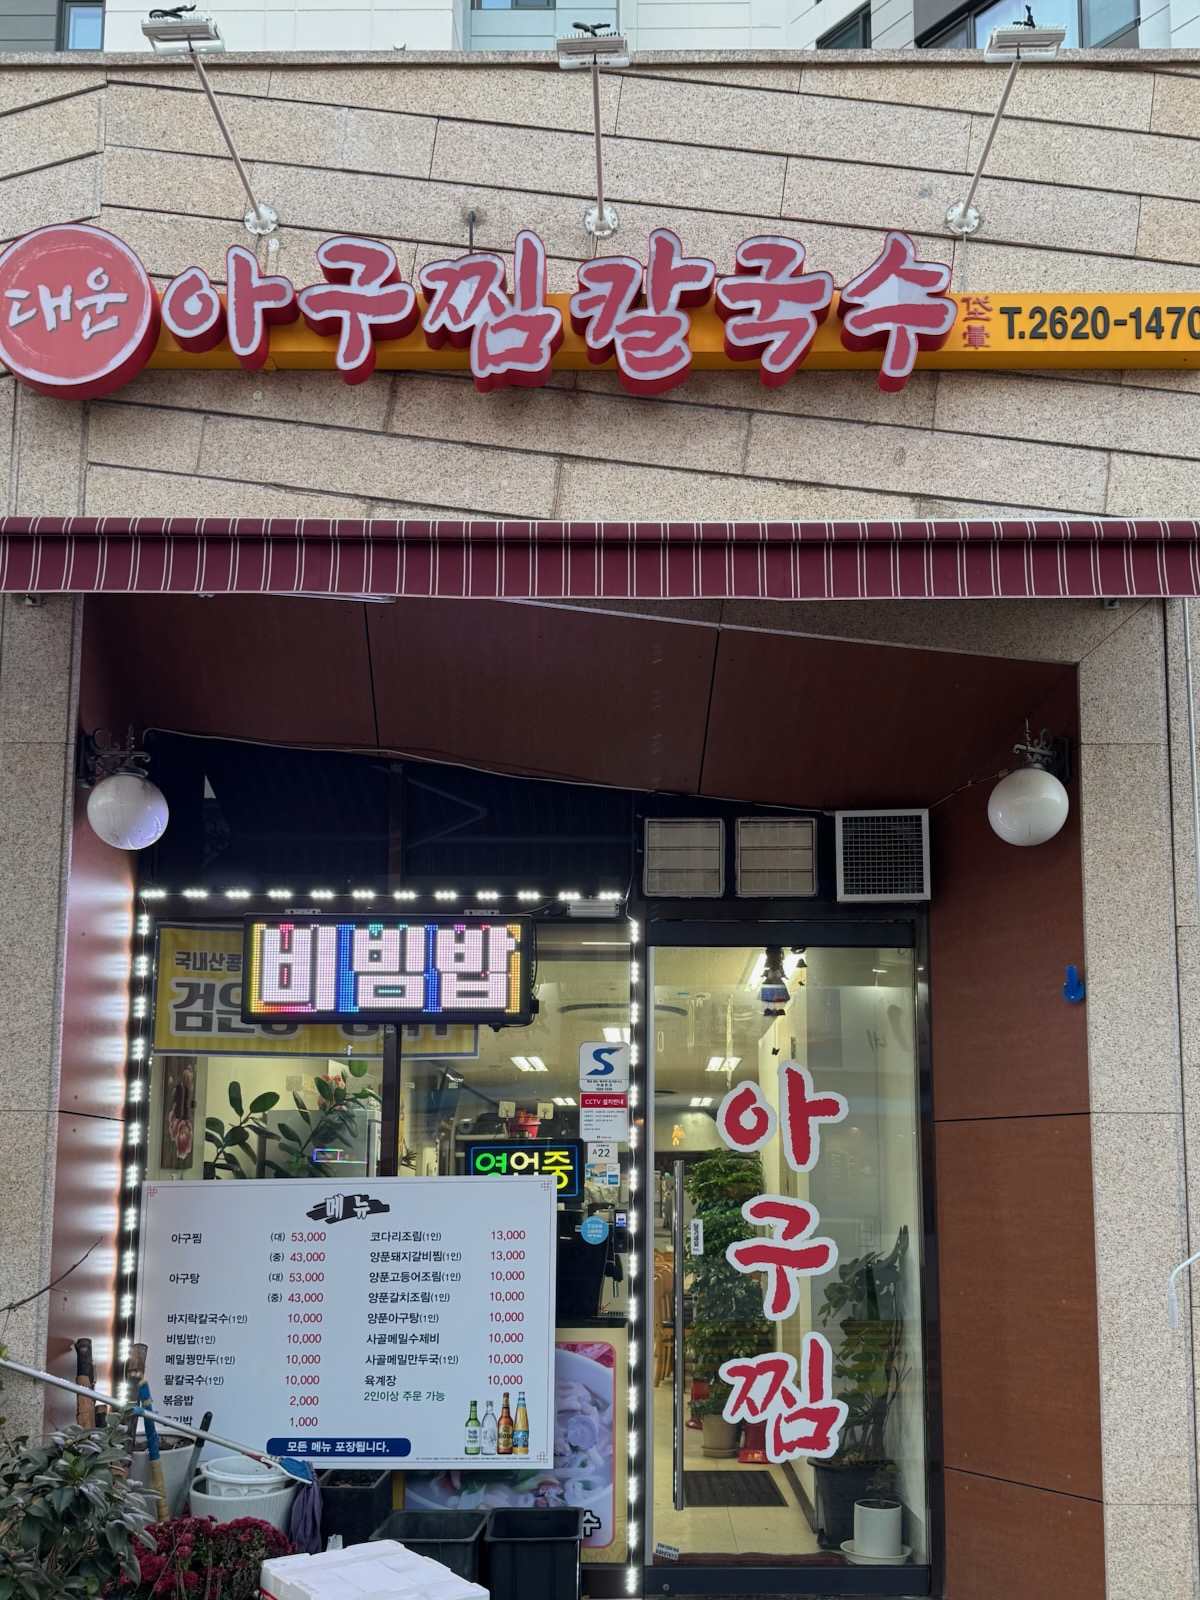 대운 아구찜칼국수 垈暈 T.2620-1470
국내산콩
비빔밥
S
CCTV 설치안내
A22
영업중
아
구
찜
메뉴
아구찜 (대) 53,000
(중) 43,000
아구탕 (대) 53,000
(중) 43,000
바지락칼국수(1인) 10,000
비빔밥(1인) 10,000
메밀찡만두(1인) 10,000
팥칼국수(1인) 10,000
볶음밥 2,000
1,000
코다리조림(1인) 13,000
양푼돼지갈비찜(1인) 13,000
양푼고등어조림(1인) 10,000
양푼갈치조림(1인) 10,000
양푼아구탕(1인) 10,000
사골메밀수제비 10,000
사골메밀만두국(1인) 10,000
육계장 10,000
2인이상 주문 가능
모든 메뉴 포장됩니다.
수